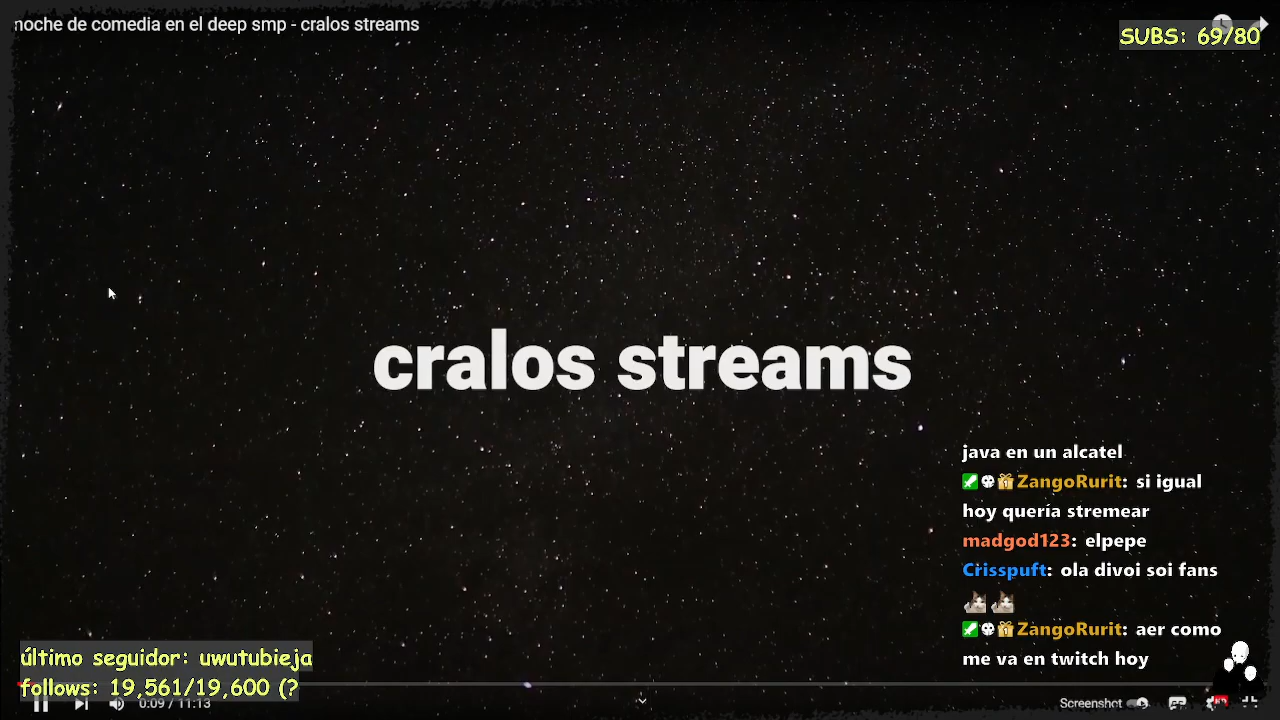 noche de comedia en el deep smp - cralos streams
SUBS: 69/80
cralos streams
java en un alcatel
ZangoRurit: si igual
hoy queria stremear
madgod123: elpepe
Crisspuft: ola divoi soi fans
ZangoRurit: aer como
me va en twitch hoy
último seguidor: uwutubieja
follows: 19,561/19,600 (?
0:09 / 11:13
Screenshot